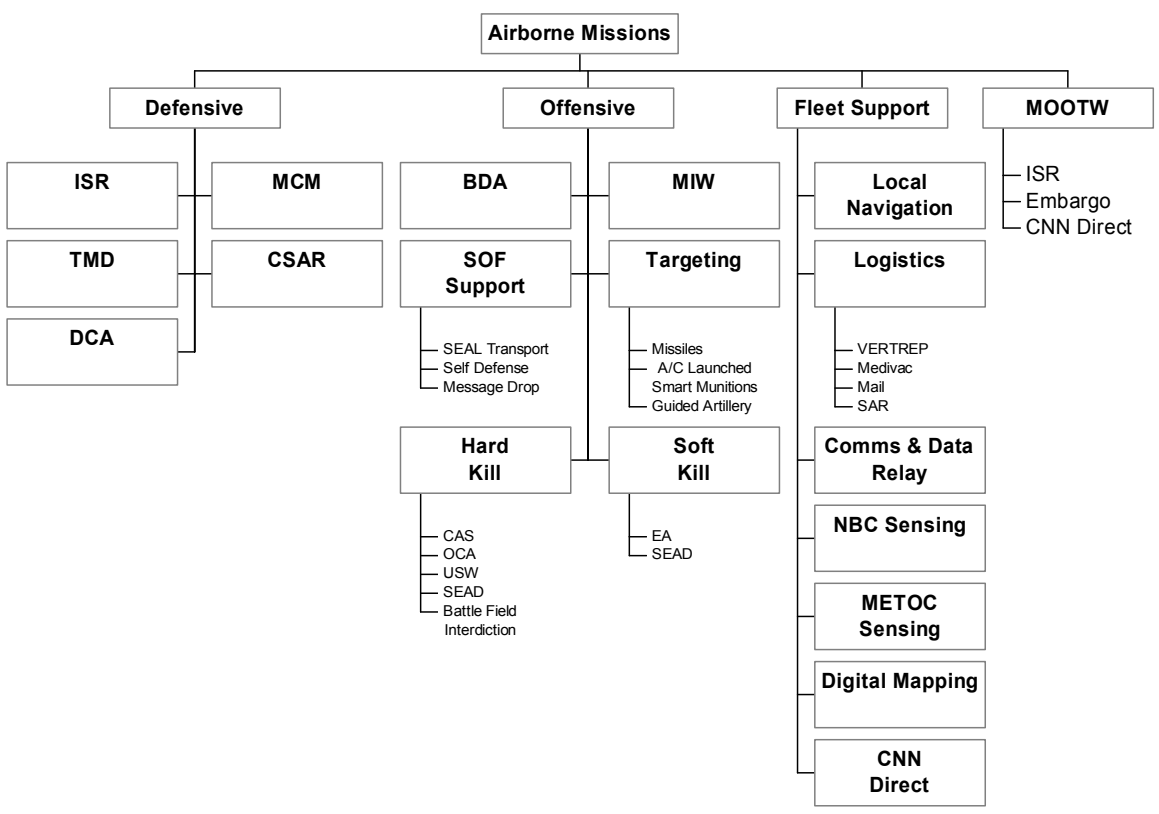 Airborne Missions
Defensive
Offensive
Fleet Support
MOOTW
ISR
MCM
TMD
CSAR
DCA
BDA
MIW
SOF
Support
SEAL Transport
Self Defense
Message Drop
Targeting
Missiles
A/C Launched
Smart Munitions
Guided Artillery
Hard
Kill
CAS
OCA
USW
SEAD
Battle Field
Interdiction
Soft
Kill
EA
SEAD
Local
Navigation
Logistics
VERTREP
Medivac
Mail
SAR
Comms & Data
Relay
NBC Sensing
METOC
Sensing
Digital Mapping
CNN
Direct
ISR
Embargo
CNN Direct